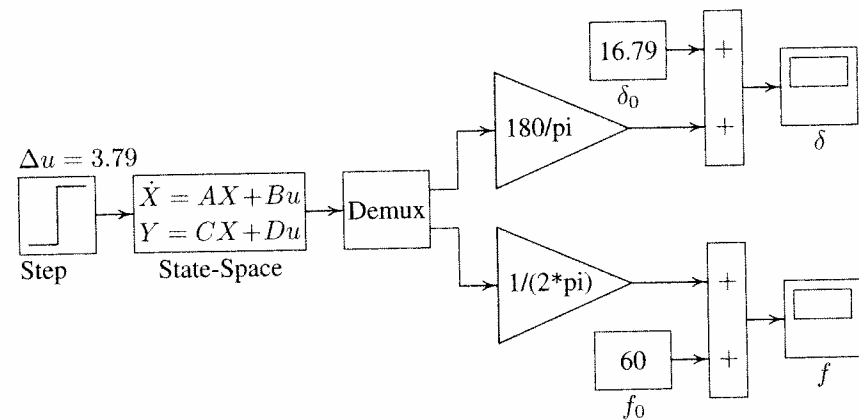 16.79
+
δ₀
180/pi
+
δ
Δu = 3.79
Ẋ = AX+Bu
Y = CX+Du
Demux
Step
State-Space
1/(2*pi)
+
60
+
f₀
f